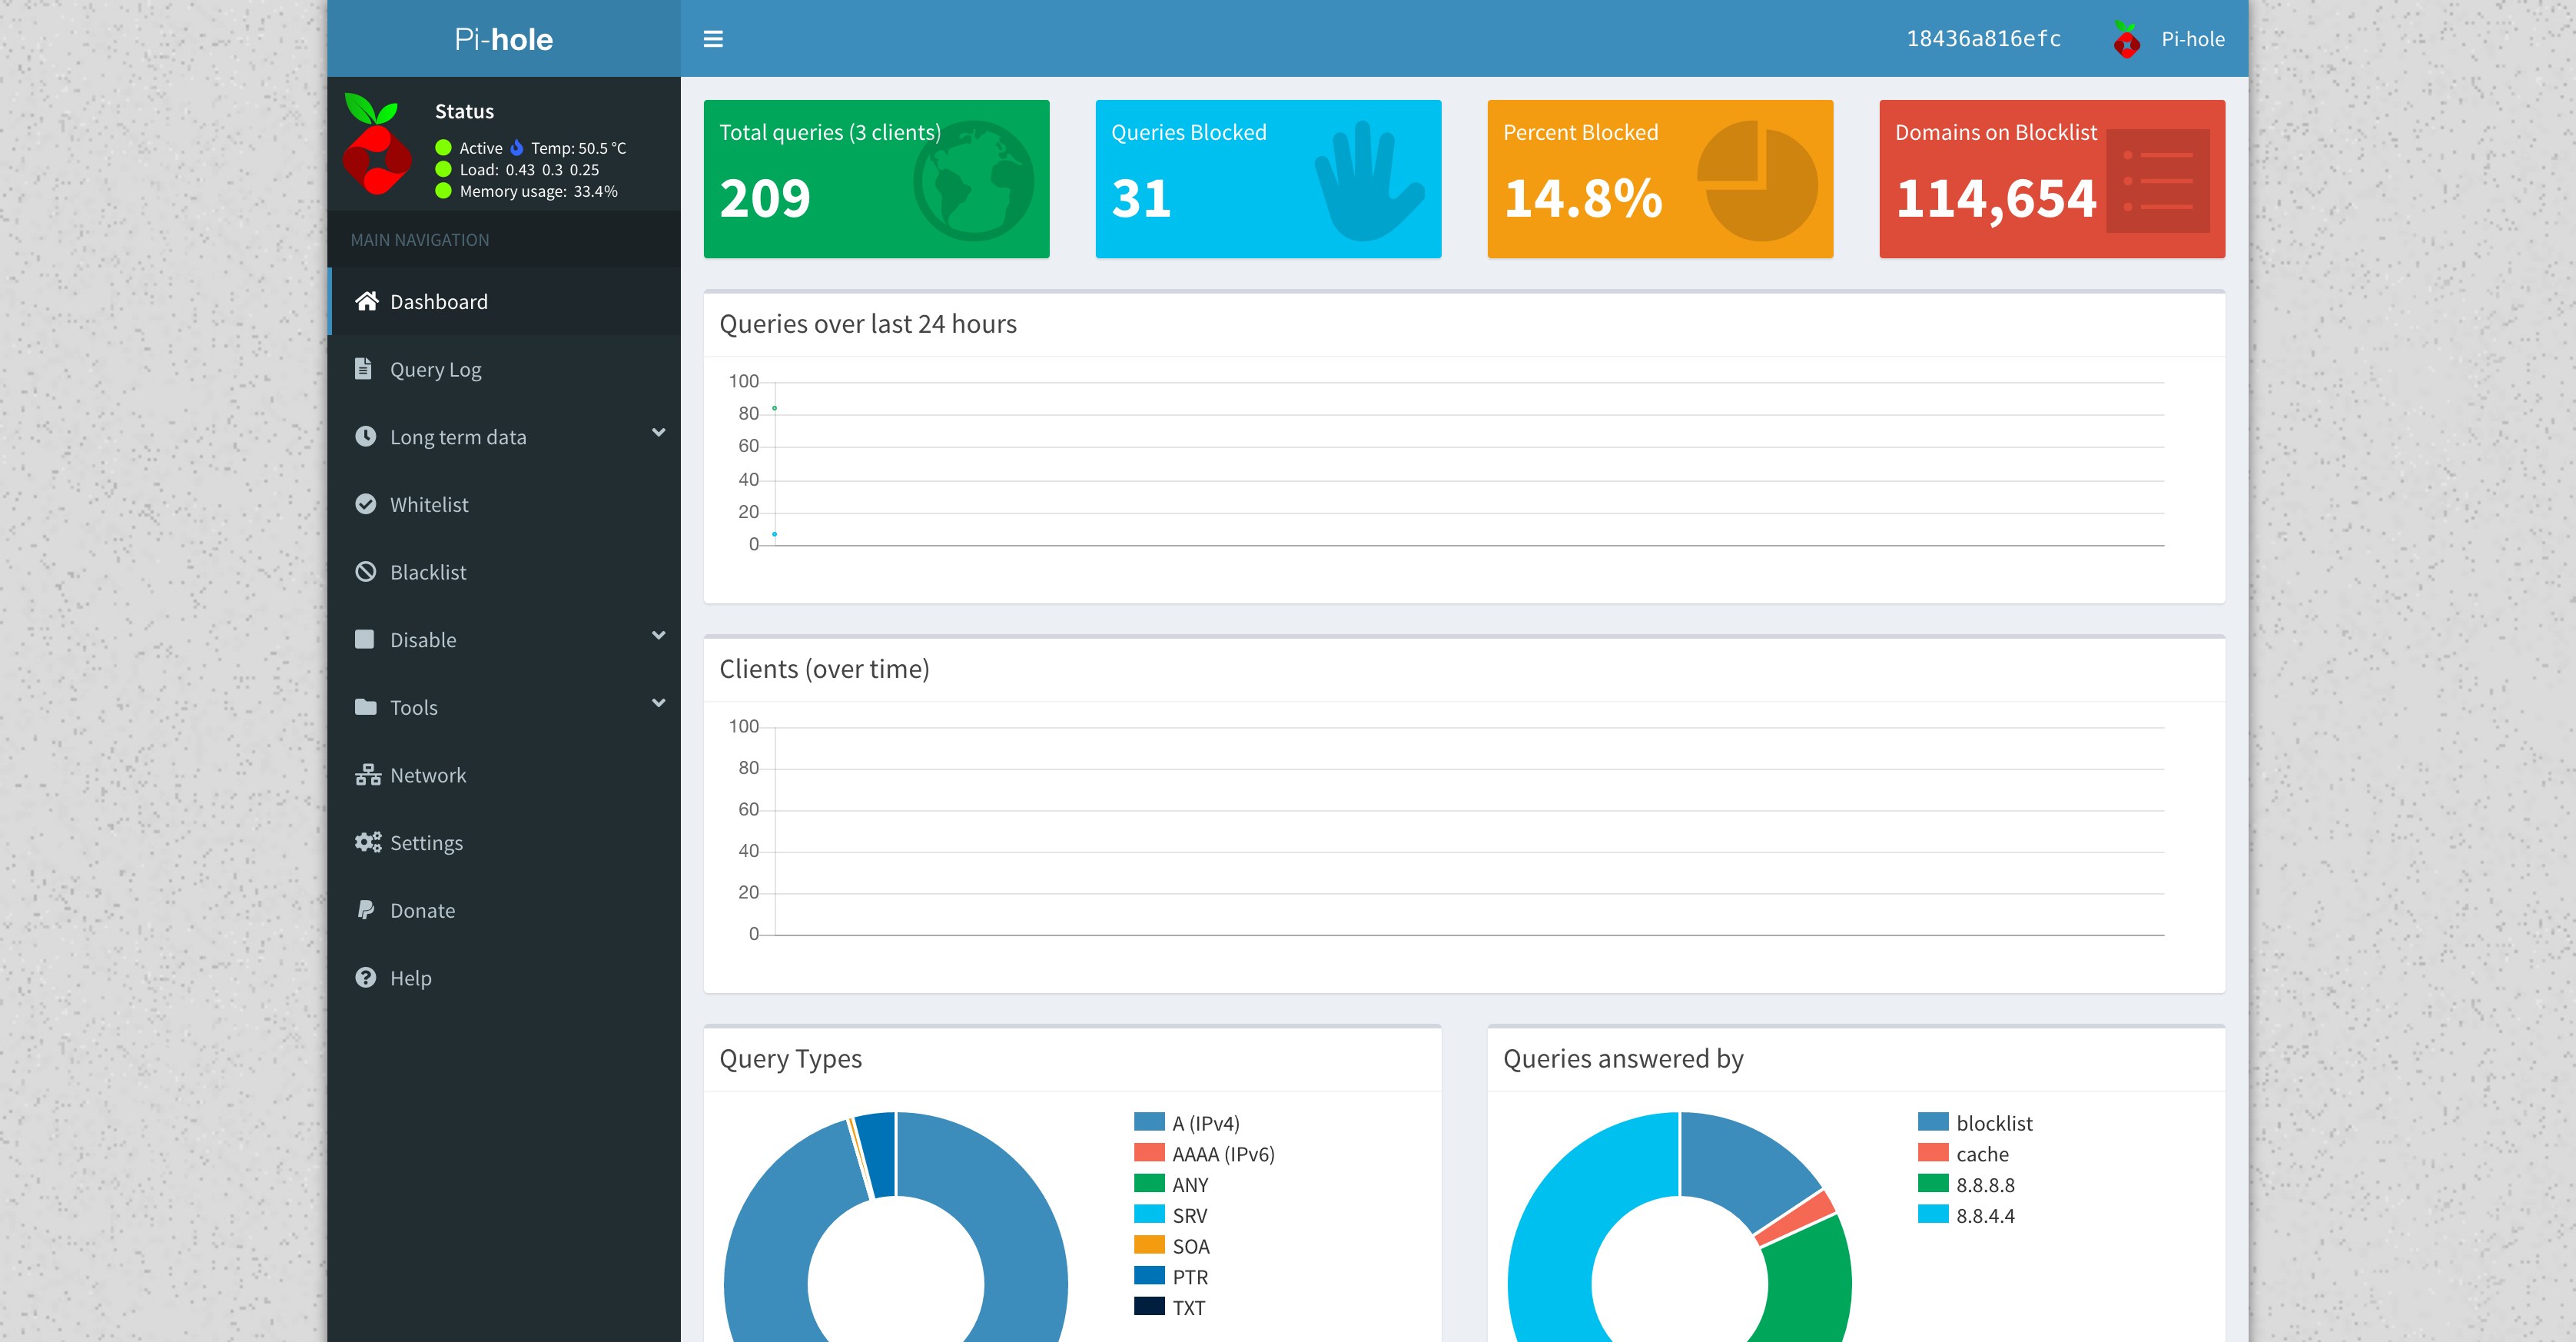 Pi-hole
18436a816efc
Pi-hole
Status
Active Temp: 50.5 °C
Load: 0.43 0.3 0.25
Memory usage: 33.4%
MAIN NAVIGATION
Dashboard
Query Log
Long term data
Whitelist
Blacklist
Disable
Tools
Network
Settings
Donate
Help
Total queries (3 clients)
209
Queries Blocked
31
Percent Blocked
14.8%
Domains on Blocklist
114,654
Queries over last 24 hours
100
80
60
40
20
0
Clients (over time)
100
80
60
40
20
0
Query Types
A (IPv4)
AAAA (IPv6)
ANY
SRV
SOA
PTR
TXT
Queries answered by
blocklist
cache
8.8.8.8
8.8.4.4